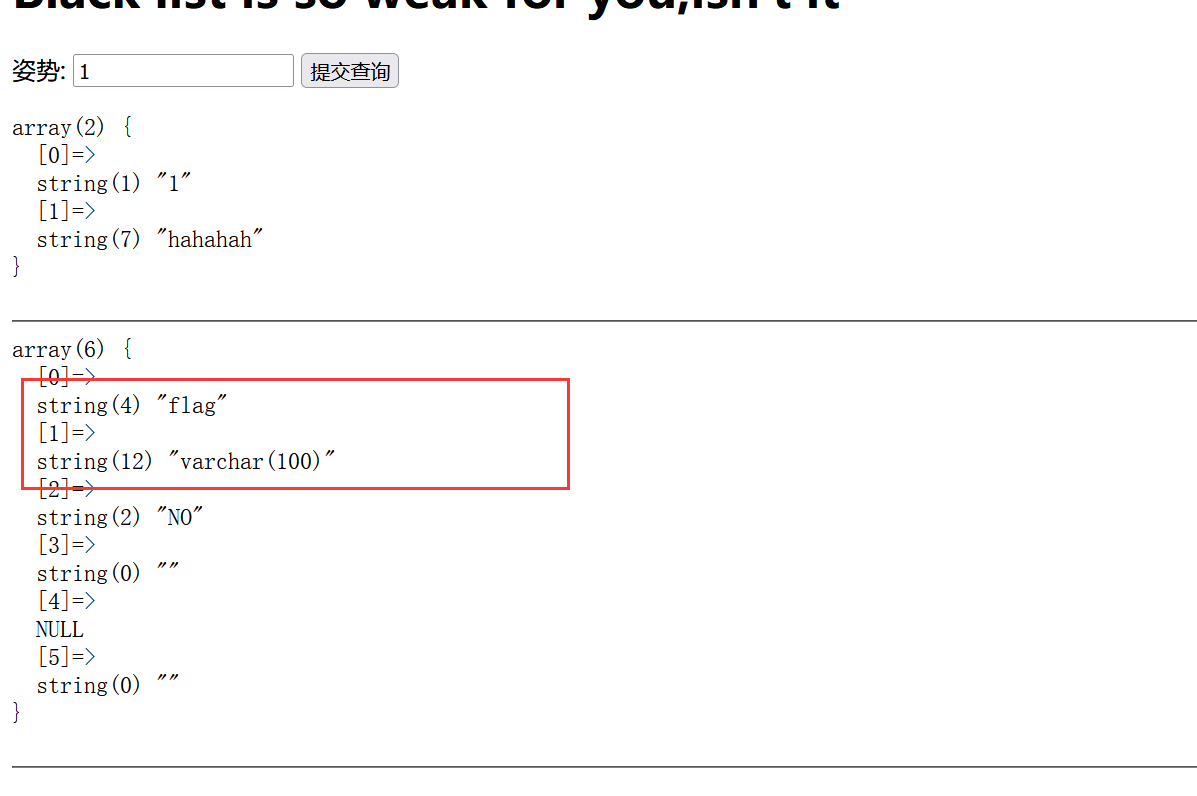 Black list is so weak for you,isn't it
姿势: 1 提交查询
array(2) {
[0]=>
string(1) "1"
[1]=>
string(7) "hahahah"
}
array(6) {
[0]=>
string(4) "flag"
[1]=>
string(12) "varchar(100)"
[2]=>
string(2) "NO"
[3]=>
string(0) ""
[4]=>
NULL
[5]=>
string(0) ""
}